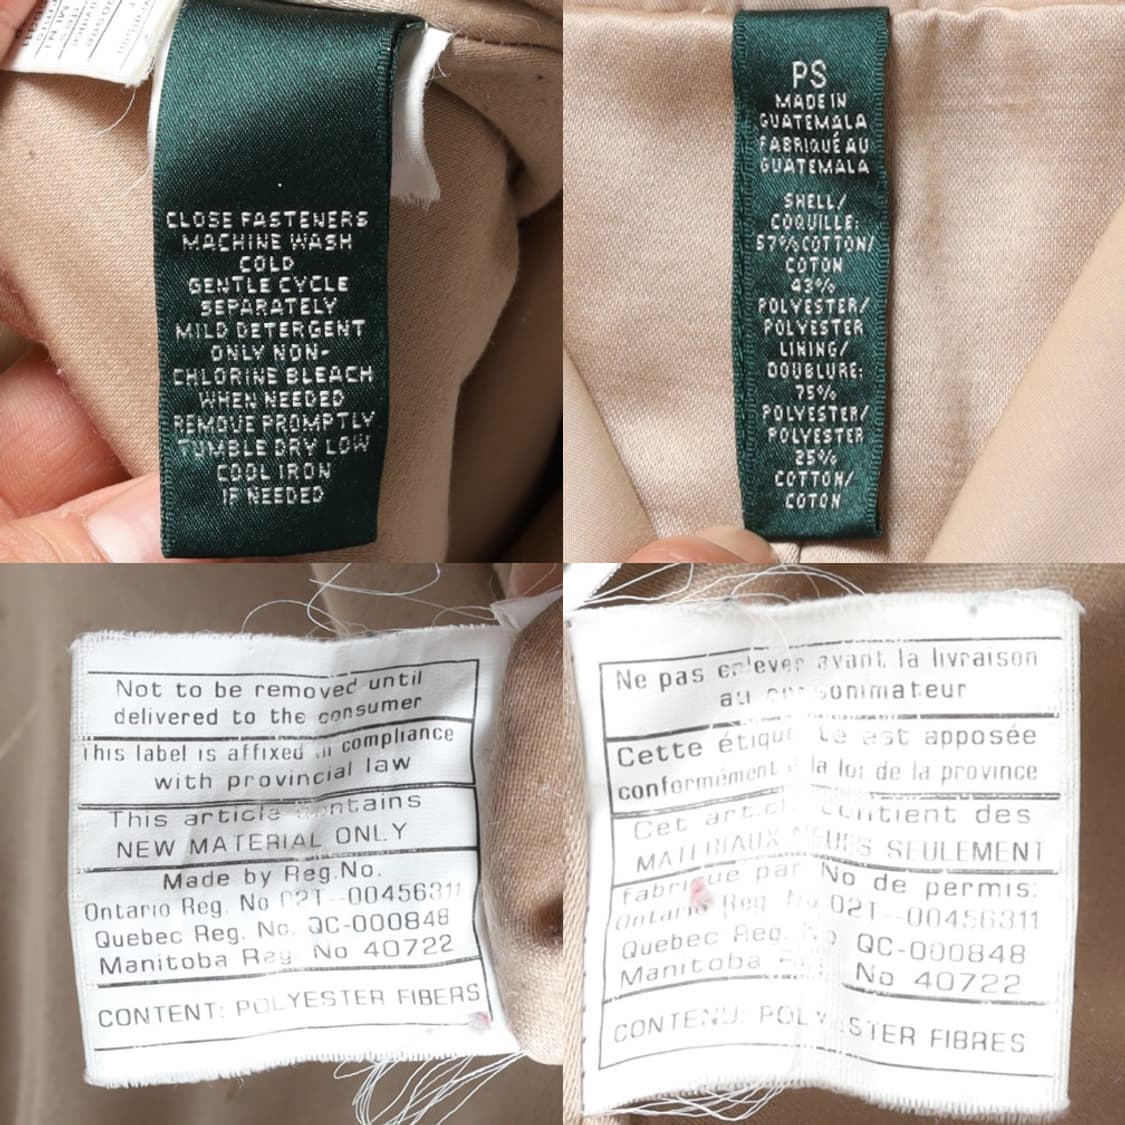 CLOSE FASTENERS
MACHINE WASH
COLD
GENTLE CYCLE
SEPARATELY
MILD DETERGENT
ONLY NON-
CHLORINE BLEACH
WHEN NEEDED
REMOVE PROMPTLY
TUMBLE DRY LOW
COOL IRON
IF NEEDED
PS
MADE IN
GUATEMALA
FABRIQUÉ AU
GUATEMALA
SHELL/
COQUILLE:
57%COTTON/
COTON
43%
POLYESTER/
POLYESTER
LINING/
DOUBLURE:
75%
POLYESTER/
POLYESTER
25%
COTTON/
COTON
Not to be removed until
delivered to the consumer
This label is affixed in compliance
with provincial law
This article contains
NEW MATERIAL ONLY
Made by Reg.No.
Ontario Reg. No 02T--00456311
Quebec Reg. No. QC-000848
Manitoba Reg No 40722
CONTENT: POLYESTER FIBERS
Ne pas enlever avant la livraison
au consommateur
Cette étiquette est apposée
conformément à la loi de la province
Cet article contient des
MATERIAUX NEUFS SEULEMENT
Fabrique par No de permis:
Ontario Reg No 02T--00456311
Quebec Reg. No QC-000848
Manitoba No 40722
CONTENU: POLYESTER FIBRES